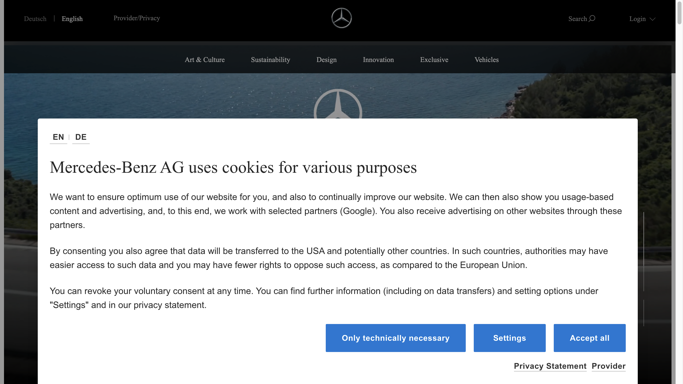 Deutsch | English Provider/Privacy Search Login
Art & Culture Sustainability Design Innovation Exclusive Vehicles
EN | DE
Mercedes-Benz AG uses cookies for various purposes
We want to ensure optimum use of our website for you, and also to continually improve our website. We can then also show you usage-based
content and advertising, and, to this end, we work with selected partners (Google). You also receive advertising on other websites through these
partners.
By consenting you also agree that data will be transferred to the USA and potentially other countries. In such countries, authorities may have
easier access to such data and you may have fewer rights to oppose such access, as compared to the European Union.
You can revoke your voluntary consent at any time. You can find further information (including on data transfers) and setting options under
"Settings" and in our privacy statement.
Only technically necessary Settings Accept all
Privacy Statement Provider